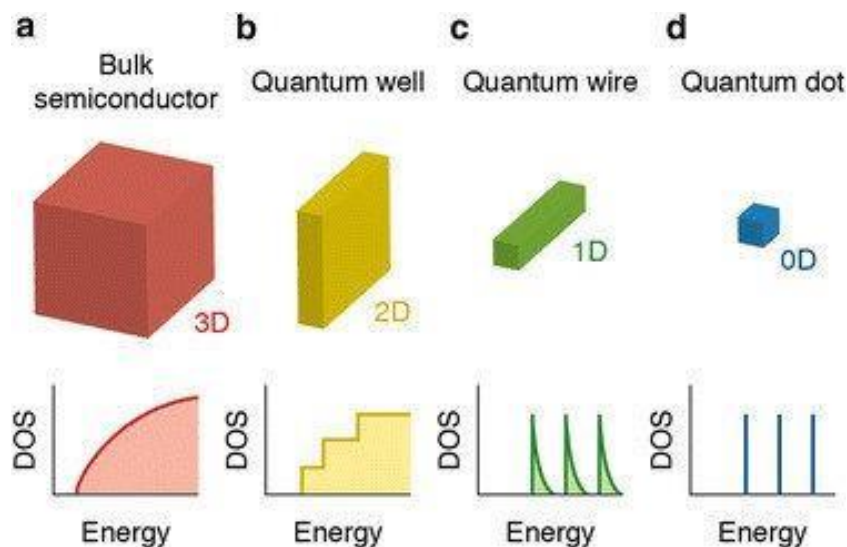 a
Bulk
semiconductor
3D
DOS
Energy
b
Quantum well
2D
DOS
Energy
c
Quantum wire
1D
DOS
Energy
d
Quantum dot
0D
DOS
Energy